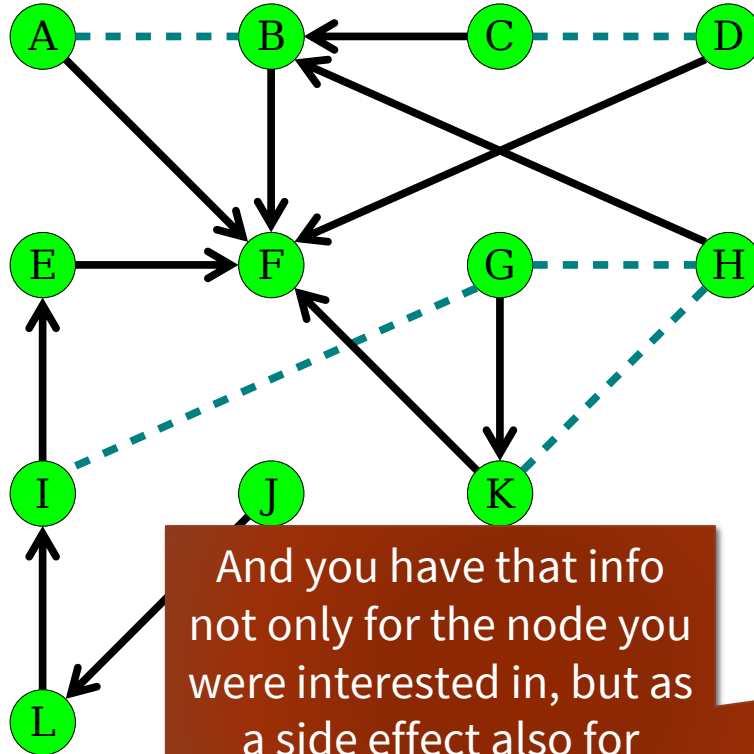 A B C D
E F G H
I J K
L
And you have that info
not only for the node you
were interested in, but as
a side effect also for